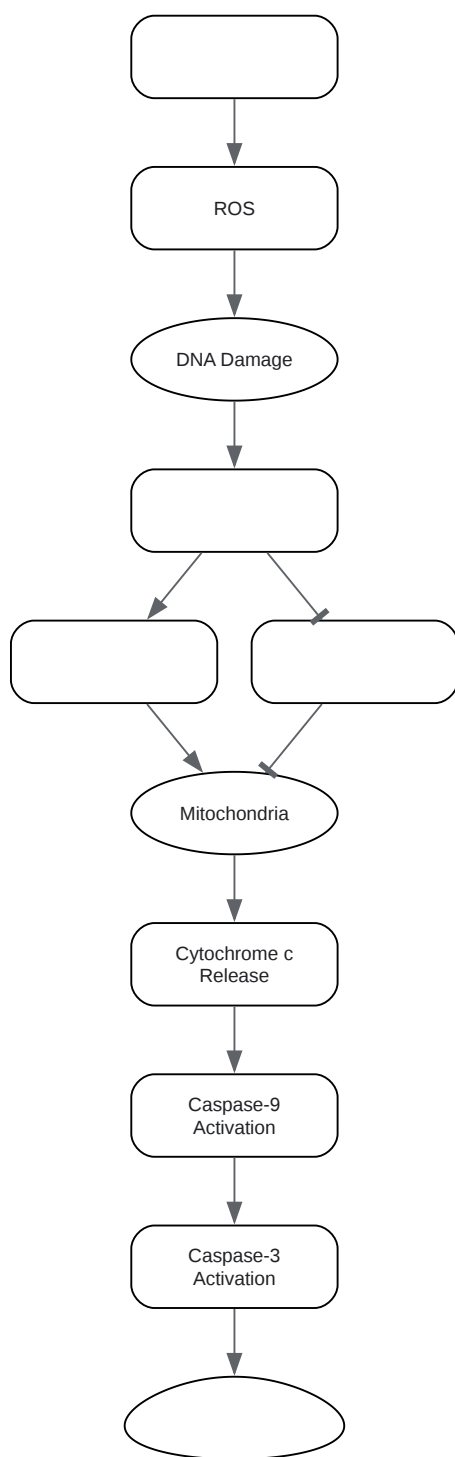 ROS
DNA Damage
Mitochondria
Cytochrome c
Release
Caspase-9
Activation
Caspase-3
Activation